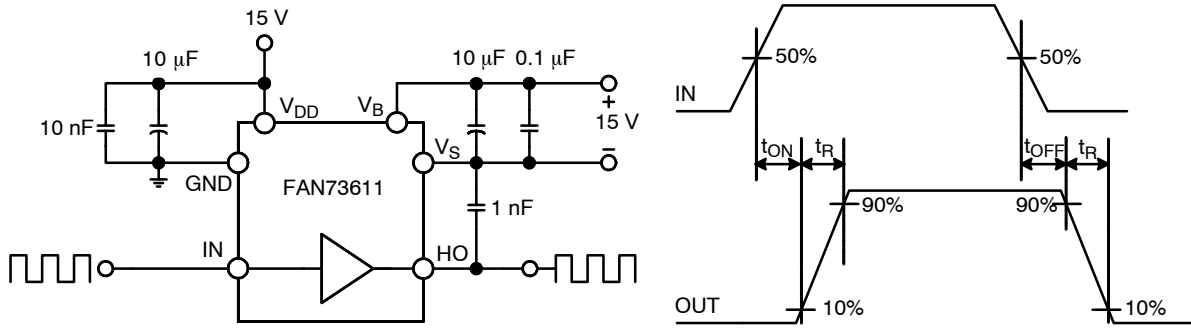 15 V
10 μF
10 μF
0.1 μF
10 nF
V_DD
V_B
+
15 V
−
V_S
GND
FAN73611
1 nF
IN
HO
50%
50%
IN
t_ON
t_R
t_OFF
t_R
90%
90%
OUT
10%
10%